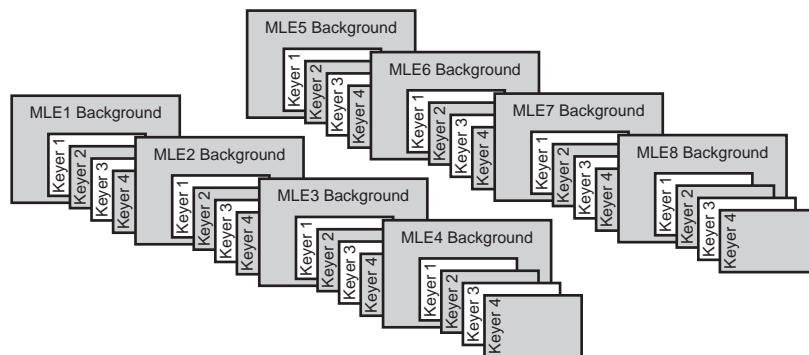 MLE5 Background
Keyer 1
Keyer 2
Keyer 3
Keyer 4
MLE6 Background
Keyer 1
Keyer 2
Keyer 3
Keyer 4
MLE7 Background
Keyer 1
Keyer 2
Keyer 3
Keyer 4
MLE8 Background
Keyer 1
Keyer 2
Keyer 3
Keyer 4
MLE1 Background
Keyer 1
Keyer 2
Keyer 3
Keyer 4
MLE2 Background
Keyer 1
Keyer 2
Keyer 3
Keyer 4
MLE3 Background
Keyer 1
Keyer 2
Keyer 3
Keyer 4
MLE4 Background
Keyer 1
Keyer 2
Keyer 3
Keyer 4